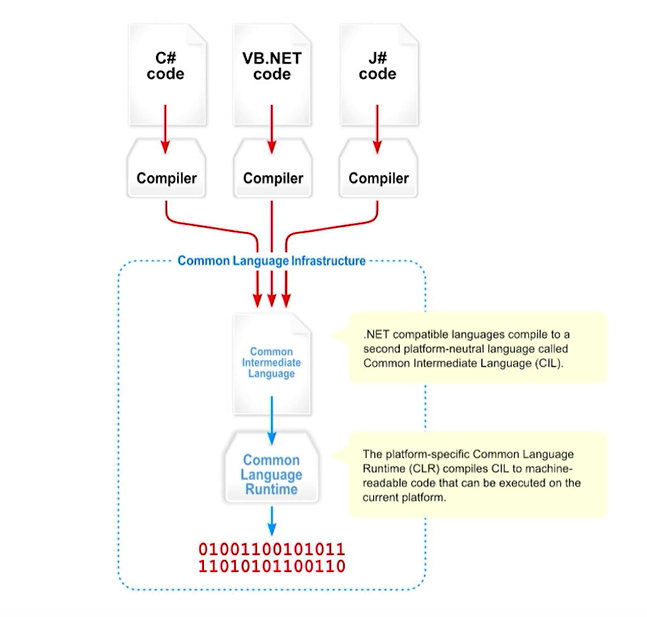 C#
code
VB.NET
code
J#
code
Compiler
Compiler
Compiler
Common Language Infrastructure
Common
Intermediate
Language
.NET compatible languages compile to a
second platform-neutral language called
Common Intermediate Language (CIL).
Common
Language
Runtime
The platform-specific Common Language
Runtime (CLR) compiles CIL to machine-
readable code that can be executed on the
current platform.
01001100101011
11010101100110